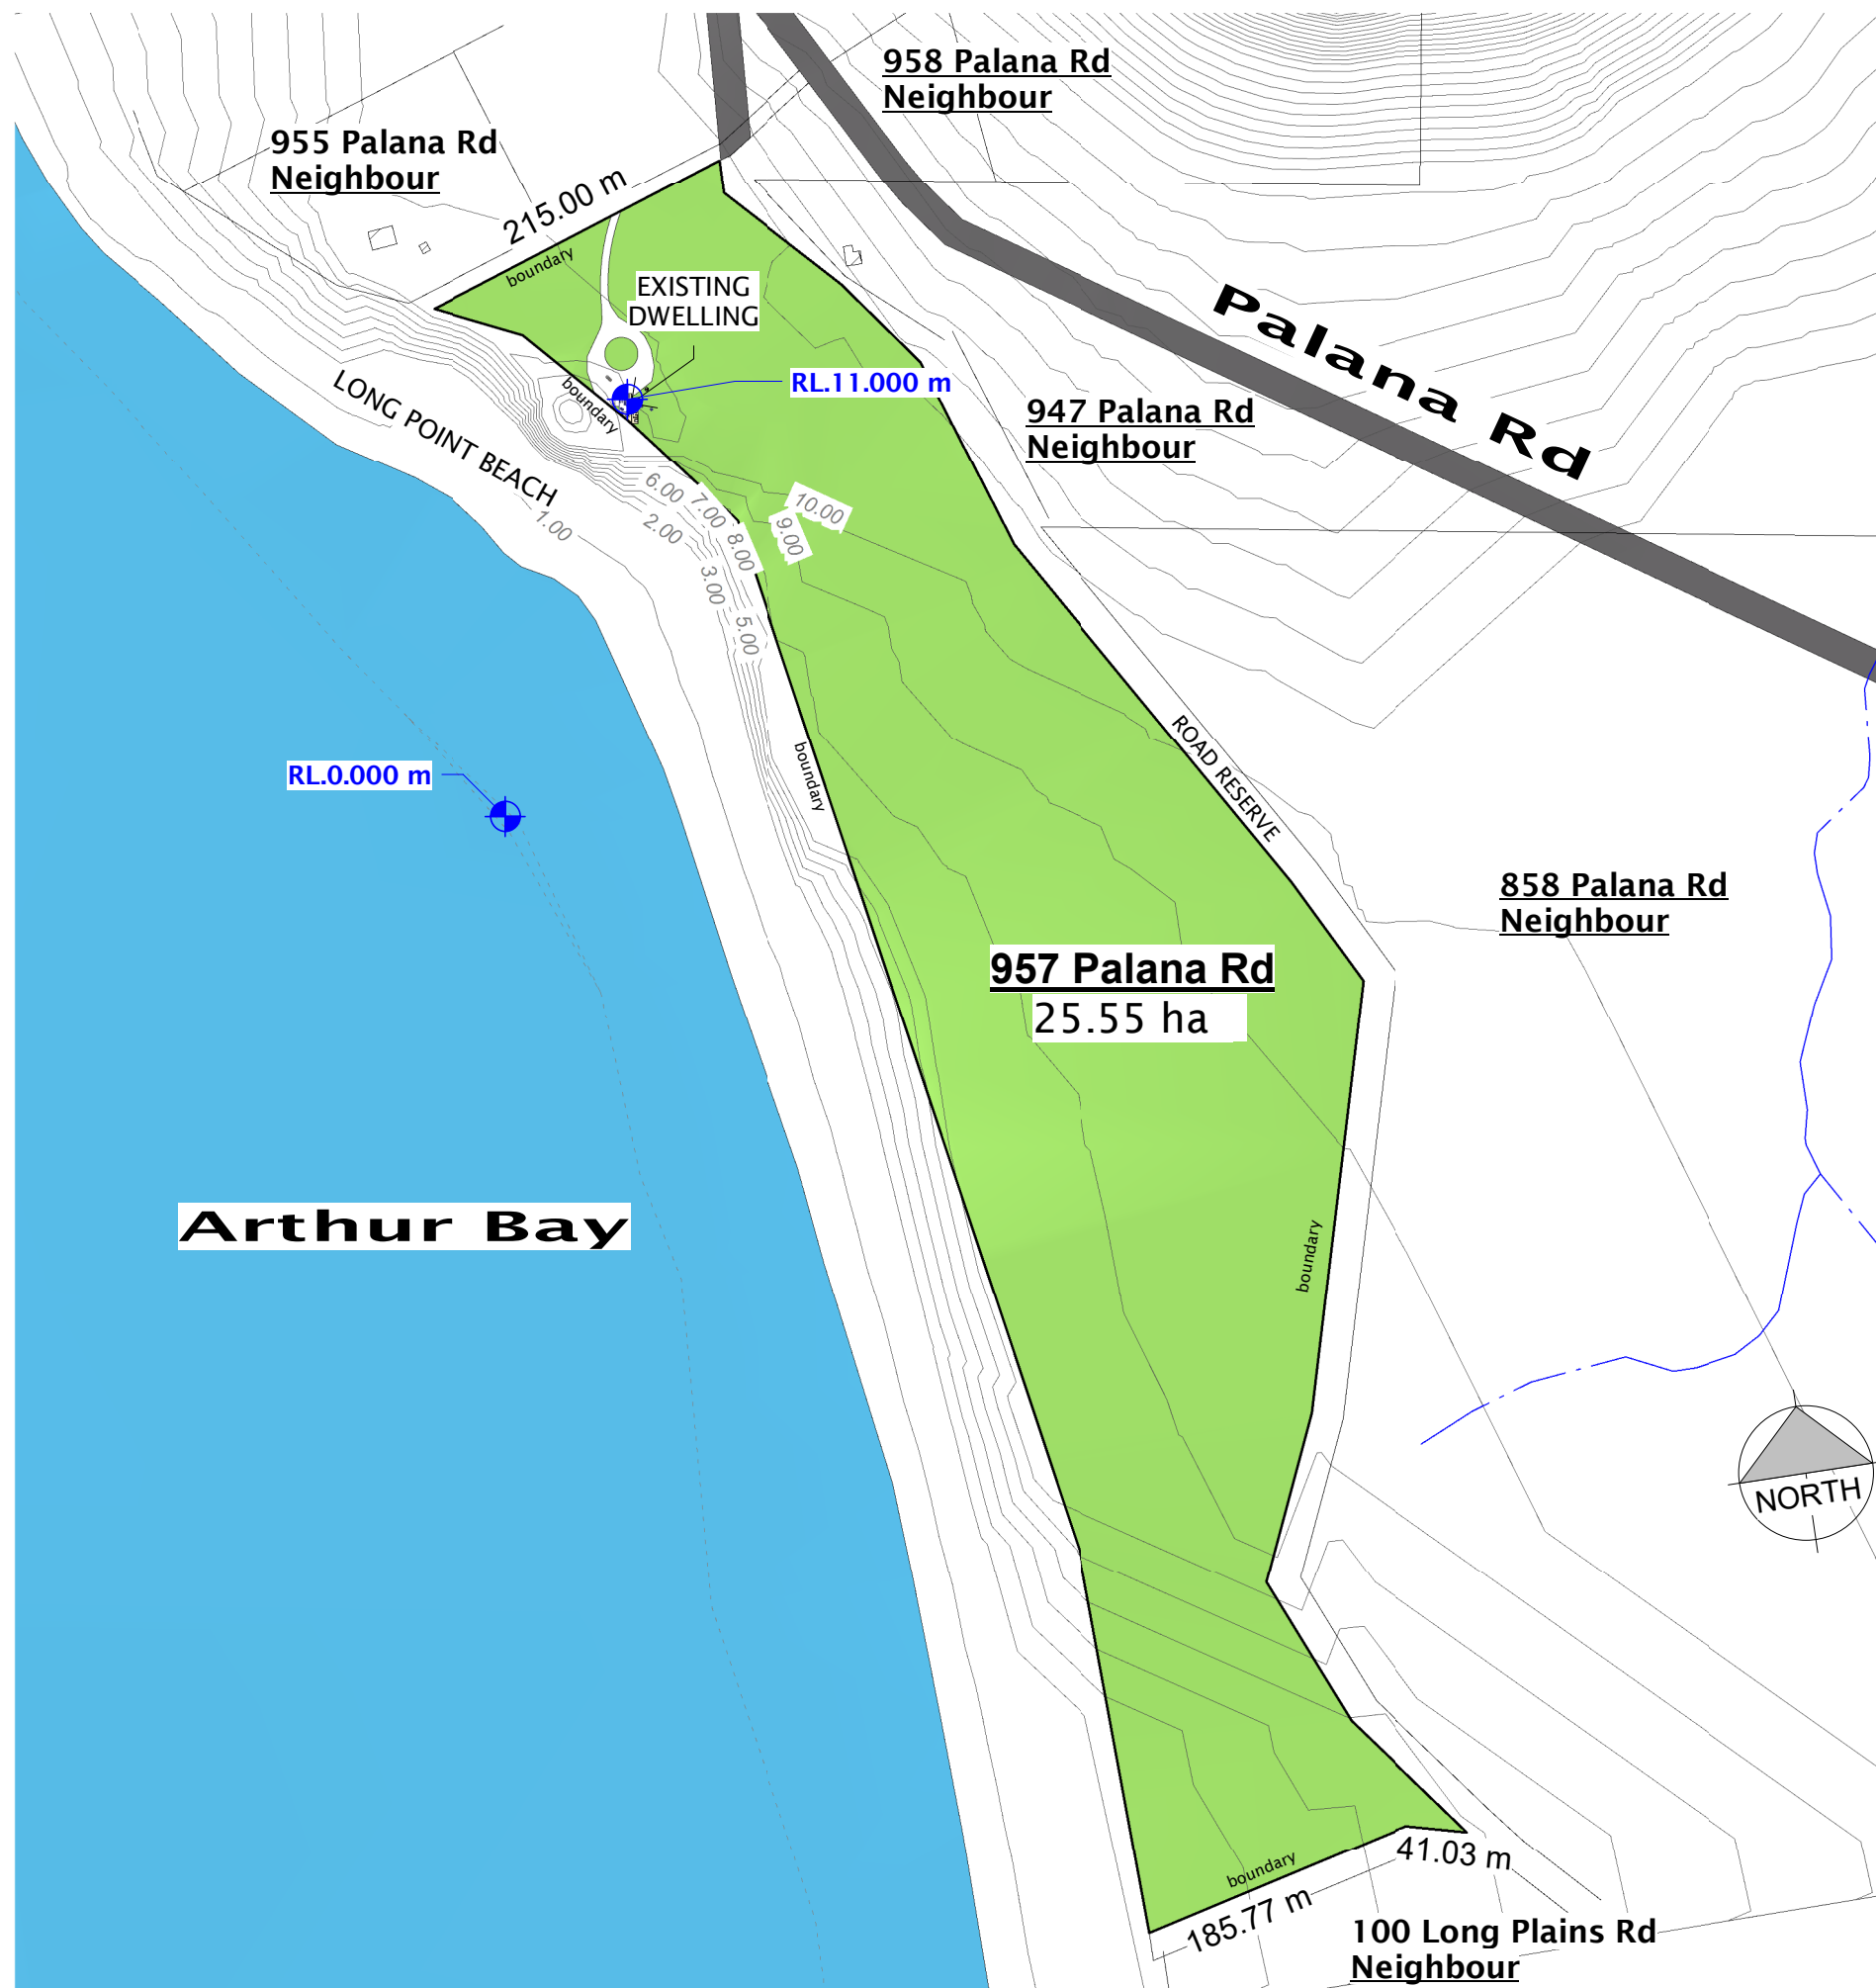 958 Palana Rd
Neighbour
955 Palana Rd
Neighbour
215.00 m
boundary
EXISTING
DWELLING
Palana Rd
RL.11.000 m
LONG POINT BEACH
boundary
947 Palana Rd
Neighbour
6.00
7.00
10.00
1.00
2.00
8.00
9.00
3.00
5.00
ROAD RESERVE
RL.0.000 m
boundary
858 Palana Rd
Neighbour
957 Palana Rd
25.55 ha
Arthur Bay
boundary
NORTH
boundary
41.03 m
185.77 m
100 Long Plains Rd
Neighbour